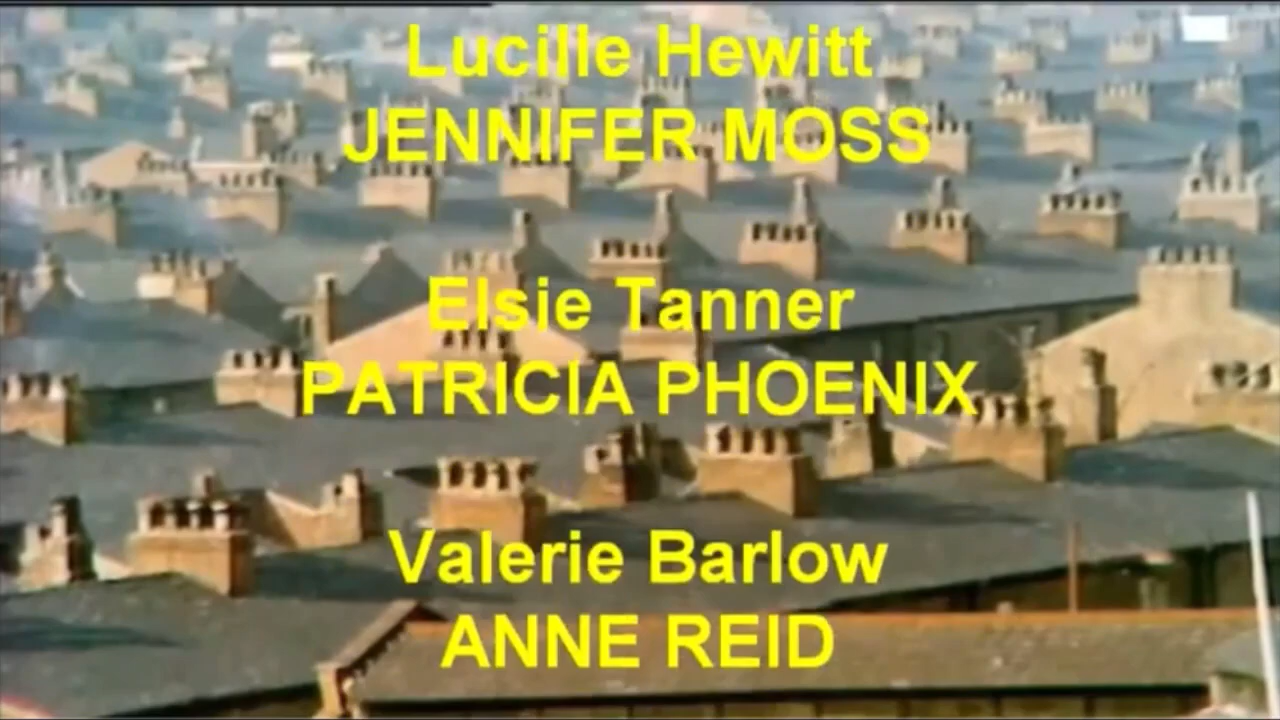 Lucille Hewitt
JENNIFER MOSS
Elsie Tanner
PATRICIA PHOENIX
Valerie Barlow
ANNE REID